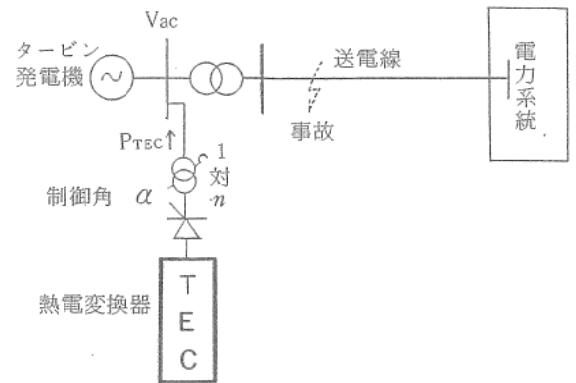 Vac
タービン
発電機
~
送電線
事故
電力系統
PTEC↑
1
対
n
制御角 α
熱電変換器
TEC